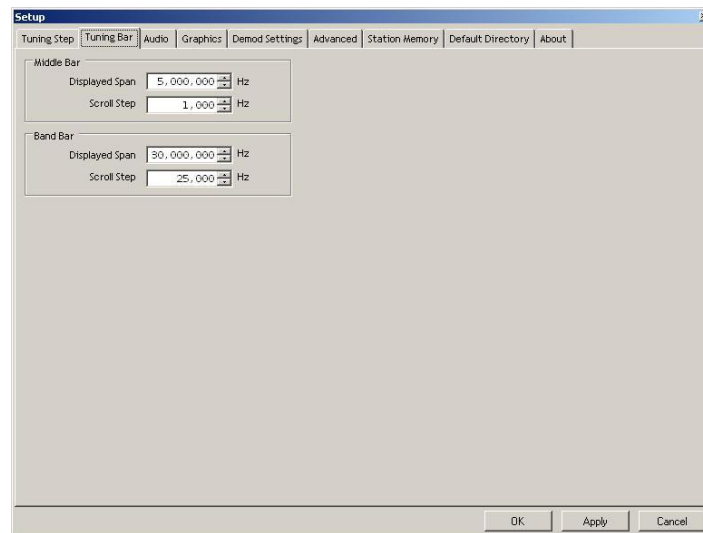 Setup
Tuning Step Tuning Bar Audio Graphics Demod Settings Advanced Station Memory Default Directory About
Middle Bar
Displayed Span 5,000,000 Hz
Scroll Step 1,000 Hz
Band Bar
Displayed Span 30,000,000 Hz
Scroll Step 25,000 Hz
OK Apply Cancel